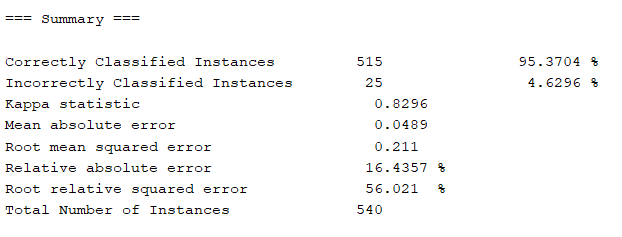 === Summary ===
Correctly Classified Instances 515 95.3704 %
Incorrectly Classified Instances 25 4.6296 %
Kappa statistic 0.8296
Mean absolute error 0.0489
Root mean squared error 0.211
Relative absolute error 16.4357 %
Root relative squared error 56.021 %
Total Number of Instances 540